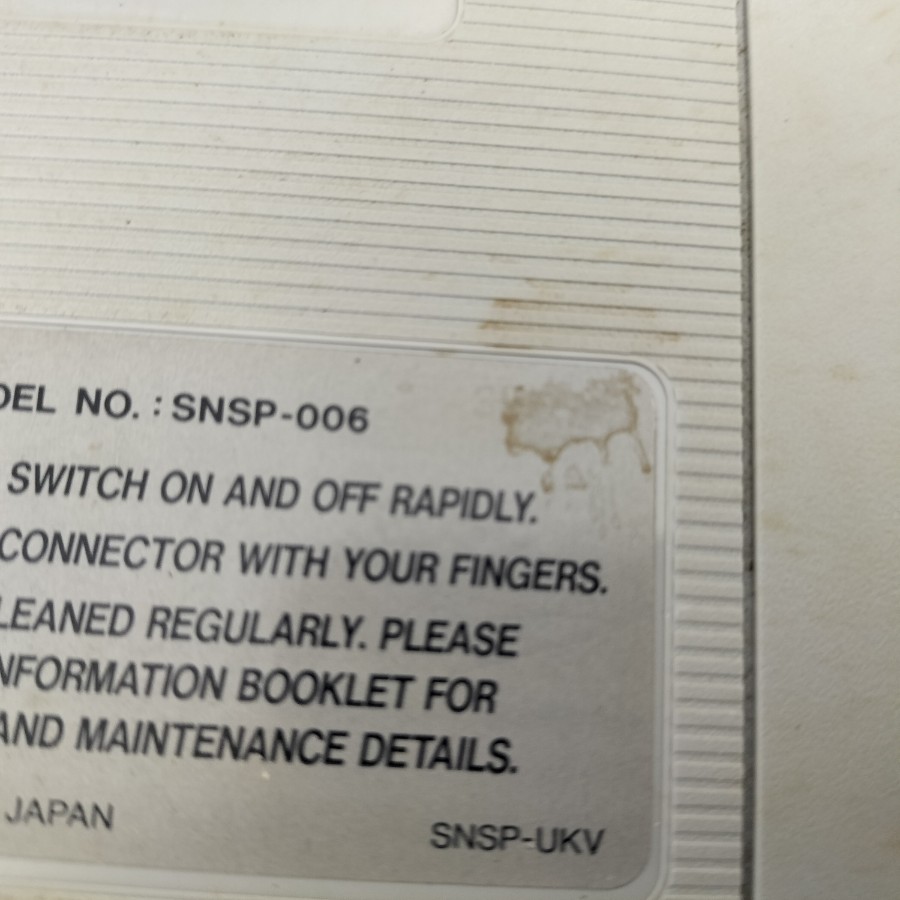 DEL NO. : SNSP-006
SWITCH ON AND OFF RAPIDLY.
CONNECTOR WITH YOUR FINGERS.
LEANED REGULARLY. PLEASE
NFORMATION BOOKLET FOR
AND MAINTENANCE DETAILS.
JAPAN SNSP-UKV